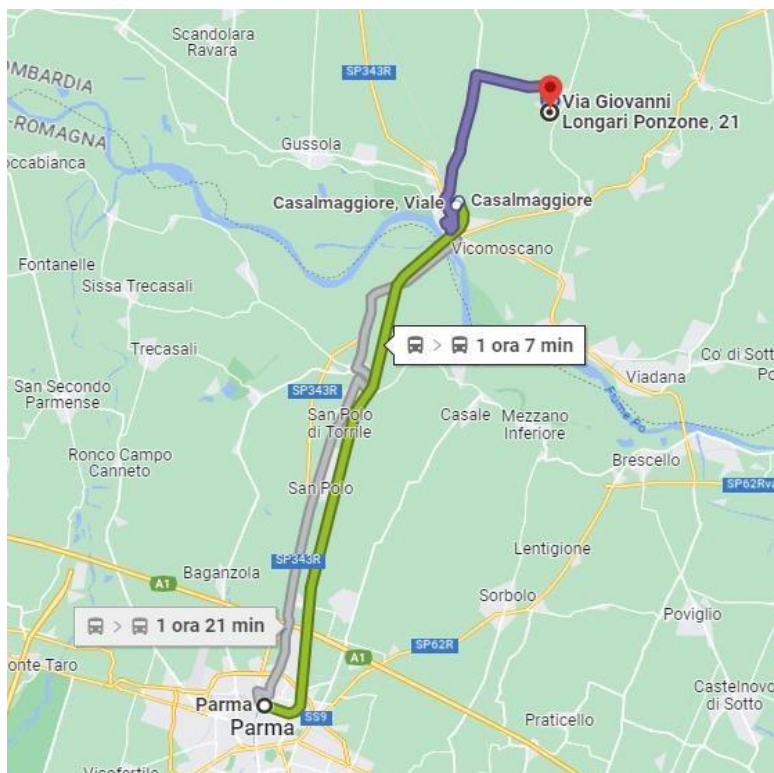 Scandolara
Ravara
SP343R
OMBARDIA
-ROMAGNA
Via Giovanni
Longari Ponzone, 21
Gussola
occabianca
Casalmaggiore, Viale
Casalmaggiore
Vicomoscano
Fontanelle
Sissa Trecasali
1 ora 7 min
Trecasali
Viadana
Co' di Sott
Po
San Secondo
Parmense
SP343R
San Polo
di Torrile
Casale
Mezzano
Inferiore
Fiume Po
Ronco Campo
Canneto
San Polo
Brescello
SP62Rva
SP343R
Lentigione
Baganzola
A1
Sorbolo
Poviglio
1 ora 21 min
onte Taro
A1
SP62R
Castelnovo
di Sotto
Parma
Parma
SS9
Praticello
Vicofertile